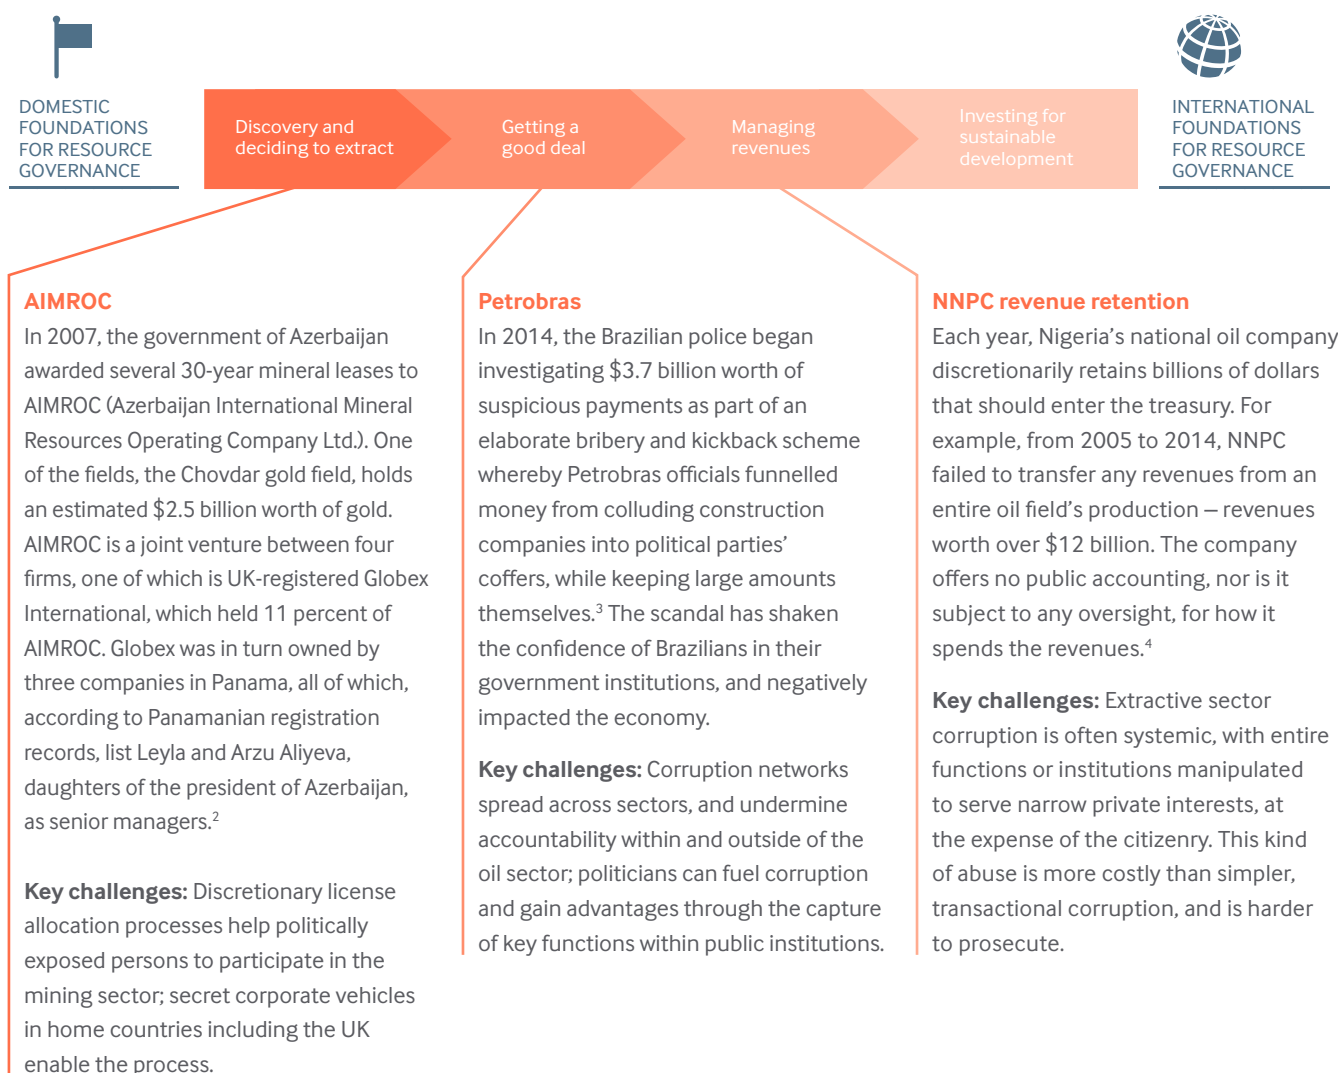 DOMESTIC
FOUNDATIONS
FOR RESOURCE
GOVERNANCE
Discovery and
deciding to extract
Getting a
good deal
Managing
revenues
Investing for
sustainable
development
INTERNATIONAL
FOUNDATIONS
FOR RESOURCE
GOVERNANCE
AIMROC
In 2007, the government of Azerbaijan
awarded several 30-year mineral leases to
AIMROC (Azerbaijan International Mineral
Resources Operating Company Ltd.). One
of the fields, the Chovdar gold field, holds
an estimated $2.5 billion worth of gold.
AIMROC is a joint venture between four
firms, one of which is UK-registered Globex
International, which held 11 percent of
AIMROC. Globex was in turn owned by
three companies in Panama, all of which,
according to Panamanian registration
records, list Leyla and Arzu Aliyeva,
daughters of the president of Azerbaijan,
as senior managers.2
Key challenges: Discretionary license
allocation processes help politically
exposed persons to participate in the
mining sector; secret corporate vehicles
in home countries including the UK
enable the process.
Petrobras
In 2014, the Brazilian police began
investigating $3.7 billion worth of
suspicious payments as part of an
elaborate bribery and kickback scheme
whereby Petrobras officials funnelled
money from colluding construction
companies into political parties’
coffers, while keeping large amounts
themselves.3 The scandal has shaken
the confidence of Brazilians in their
government institutions, and negatively
impacted the economy.
Key challenges: Corruption networks
spread across sectors, and undermine
accountability within and outside of the
oil sector; politicians can fuel corruption
and gain advantages through the capture
of key functions within public institutions.
NNPC revenue retention
Each year, Nigeria’s national oil company
discretionarily retains billions of dollars
that should enter the treasury. For
example, from 2005 to 2014, NNPC
failed to transfer any revenues from an
entire oil field’s production – revenues
worth over $12 billion. The company
offers no public accounting, nor is it
subject to any oversight, for how it
spends the revenues.4
Key challenges: Extractive sector
corruption is often systemic, with entire
functions or institutions manipulated
to serve narrow private interests, at
the expense of the citizenry. This kind
of abuse is more costly than simpler,
transactional corruption, and is harder
to prosecute.